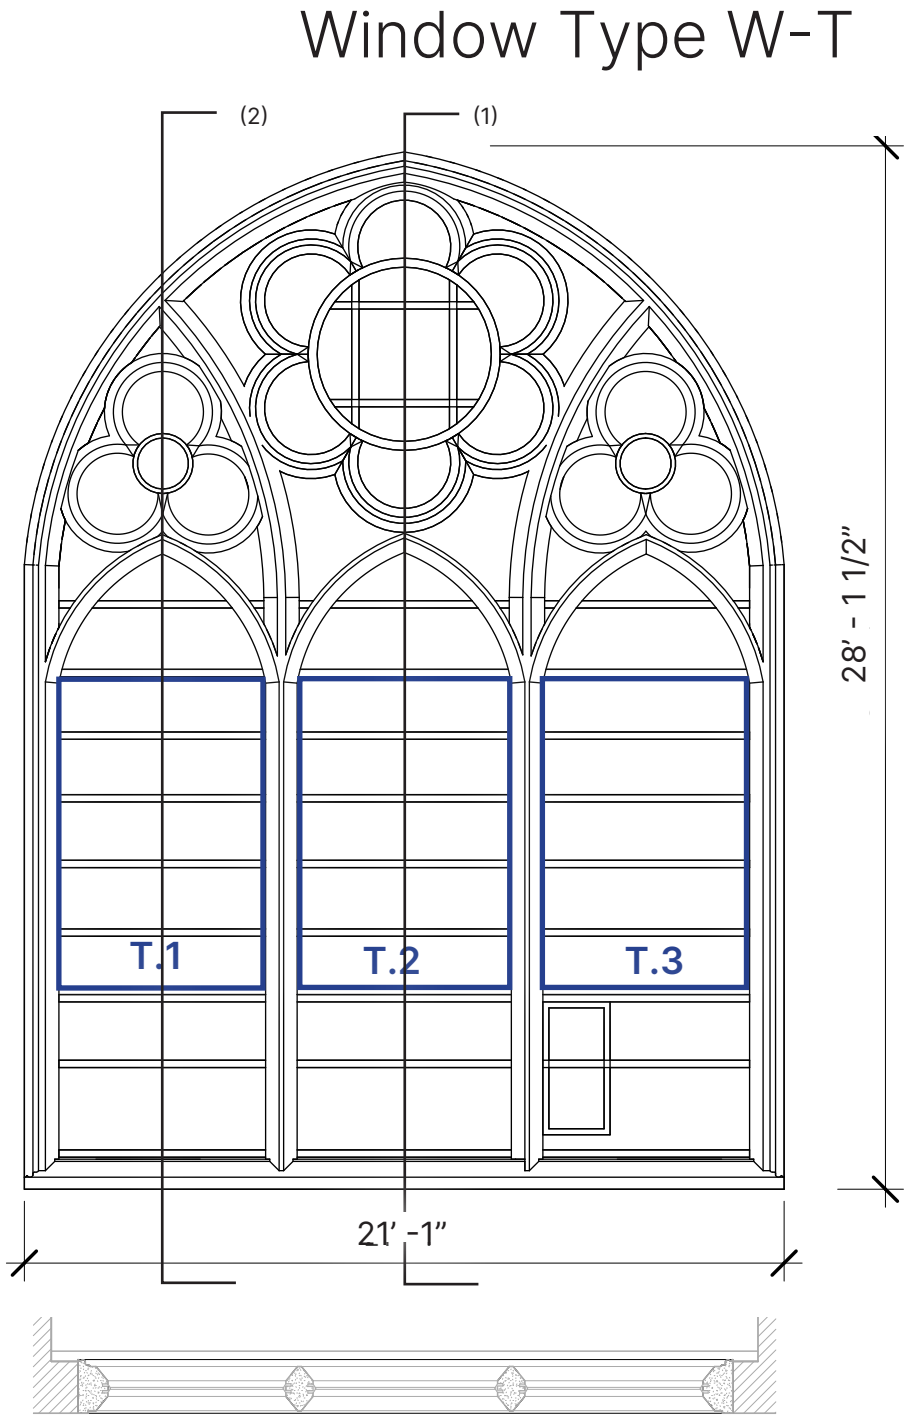 Window Type W-T
(2)
(1)
28’ - 1 1/2”
T.1
T.2
T.3
21’ -1”